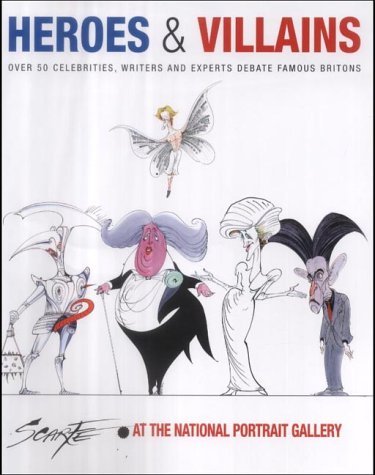 HEROES & VILLAINS
OVER 50 CELEBRITIES, WRITERS AND EXPERTS DEBATE FAMOUS BRITONS
SCARFE AT THE NATIONAL PORTRAIT GALLERY